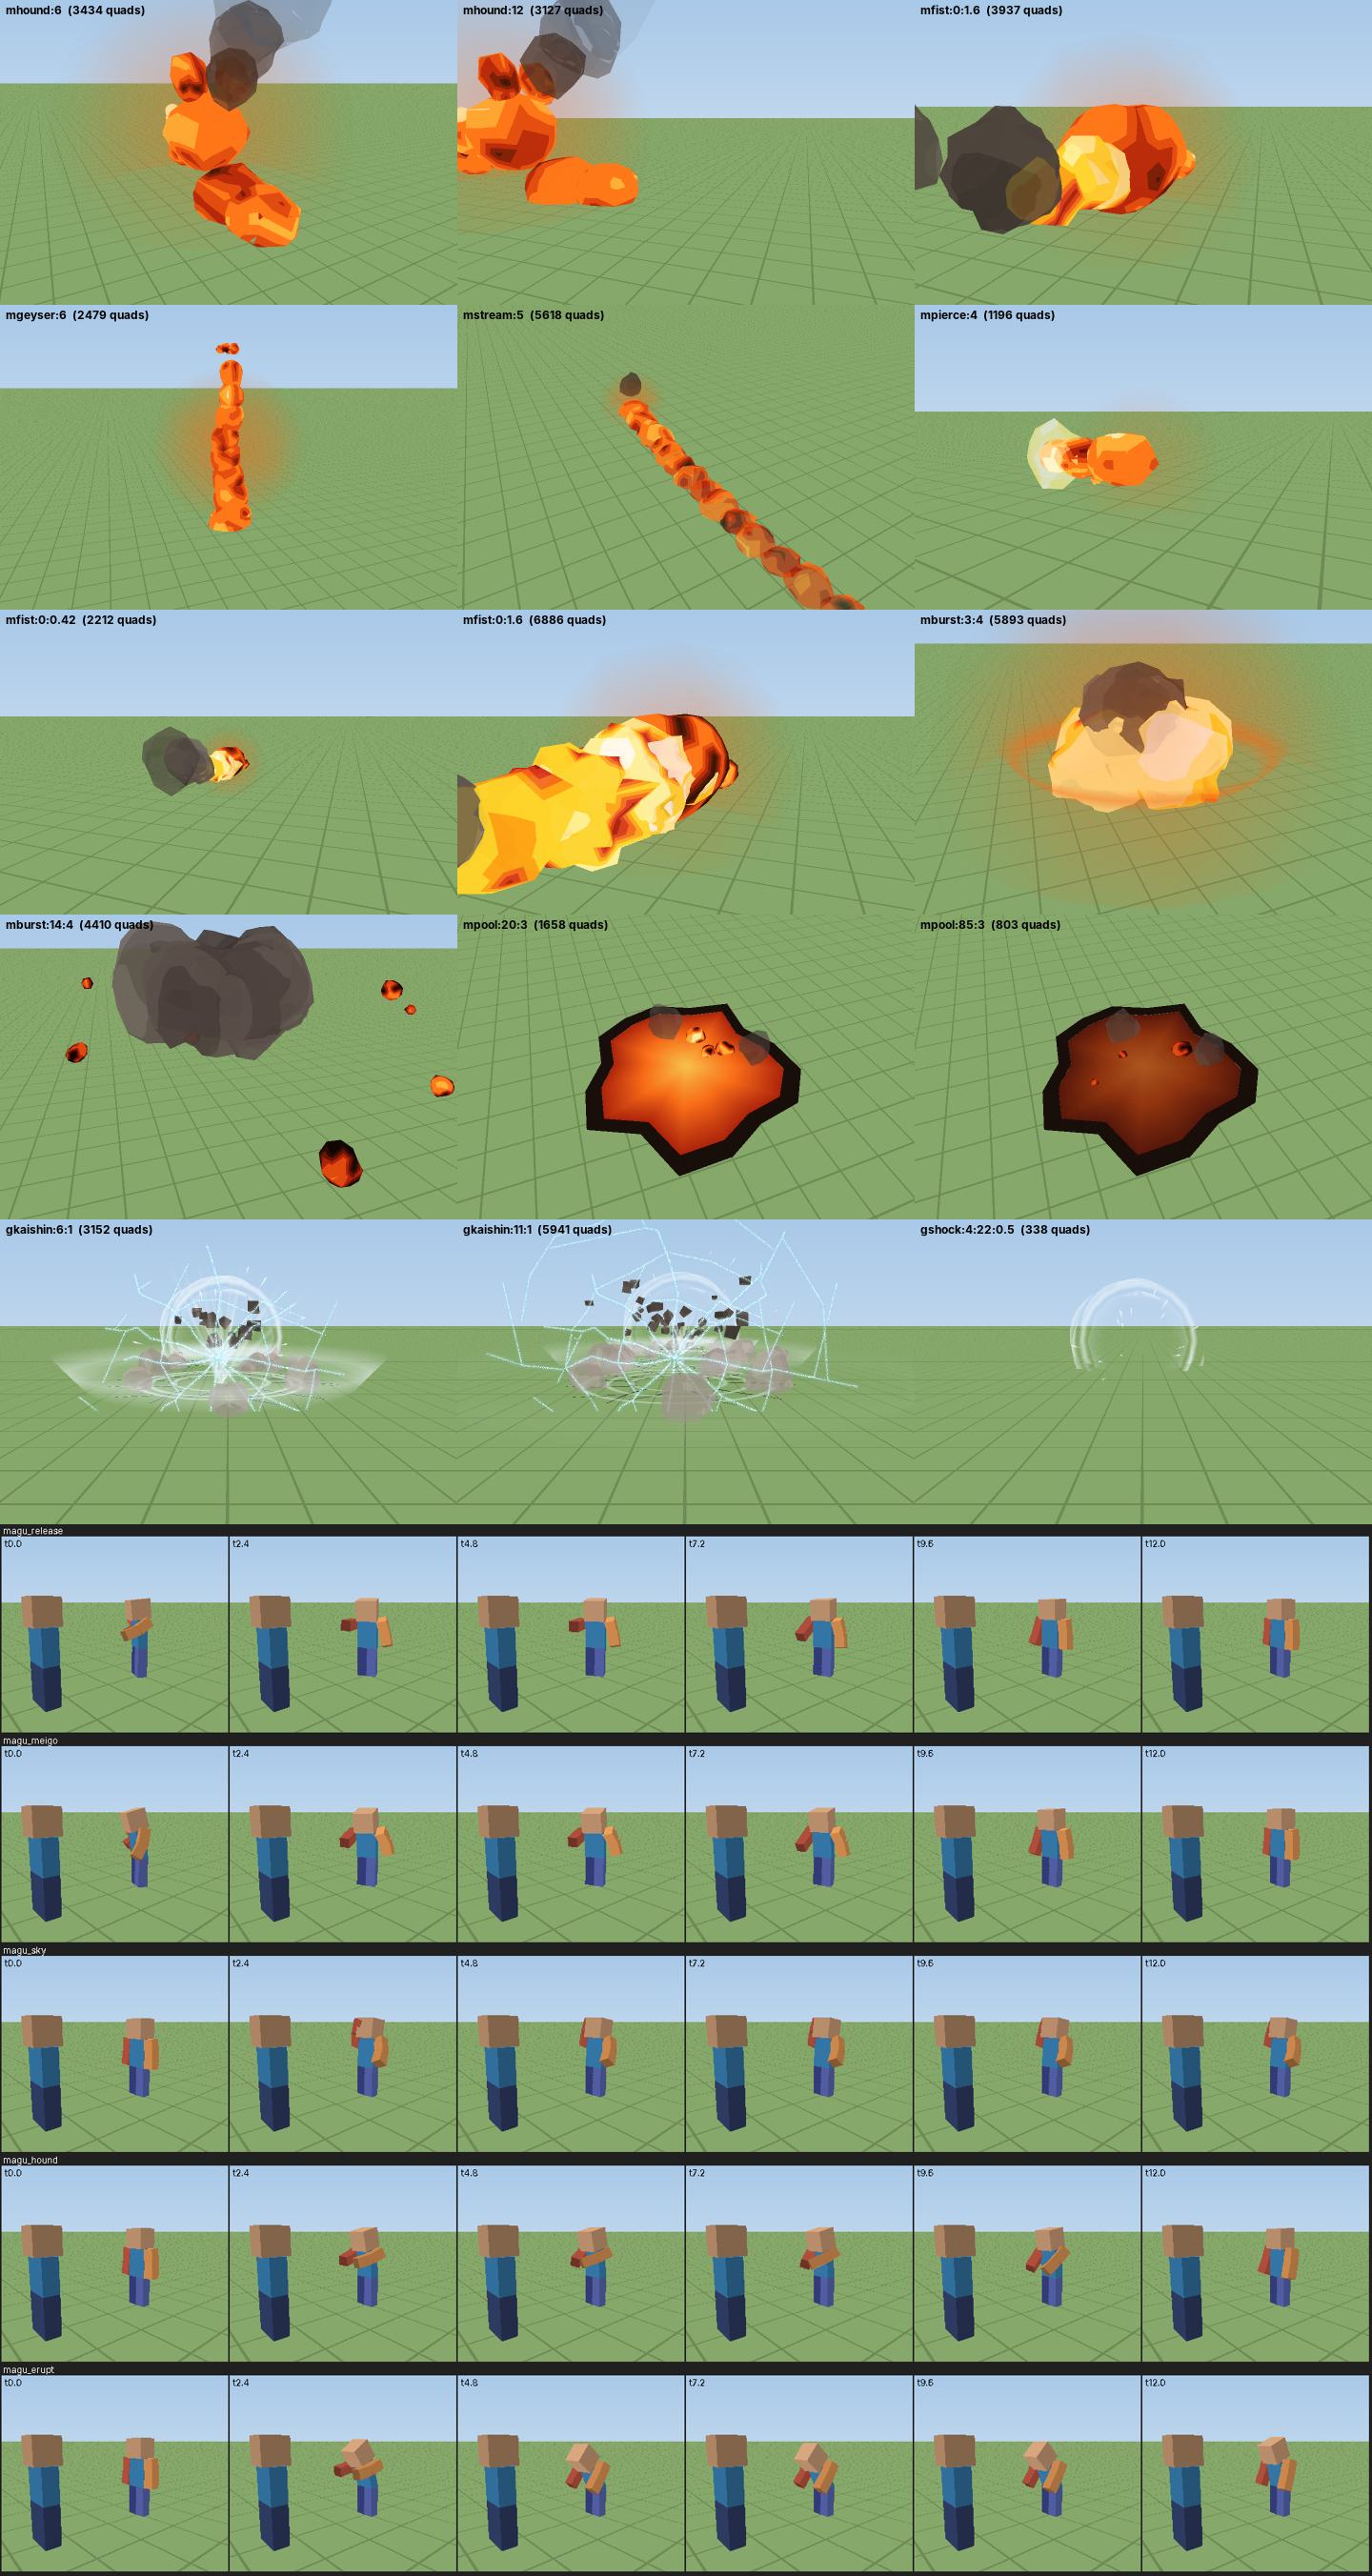 mhound:6 (3434 quads)
mhound:12 (3127 quads)
mfist:0:1.6 (3937 quads)
mgeyser:6 (2479 quads)
mstream:5 (5618 quads)
mpierce:4 (1196 quads)
mfist:0:0.42 (2212 quads)
mfist:0:1.6 (6886 quads)
mburst:3:4 (5893 quads)
mburst:14:4 (4410 quads)
mpool:20:3 (1658 quads)
mpool:85:3 (803 quads)
gkaishin:6:1 (3152 quads)
gkaishin:11:1 (5941 quads)
gshock:4:22:0.5 (338 quads)
magu_release
t0.0 t2.4 t4.8 t7.2 t9.6 t12.0
magu_meigo
t0.0 t2.4 t4.8 t7.2 t9.6 t12.0
magu_sky
t0.0 t2.4 t4.8 t7.2 t9.6 t12.0
magu_hound
t0.0 t2.4 t4.8 t7.2 t9.6 t12.0
magu_erupt
t0.0 t2.4 t4.8 t7.2 t9.6 t12.0